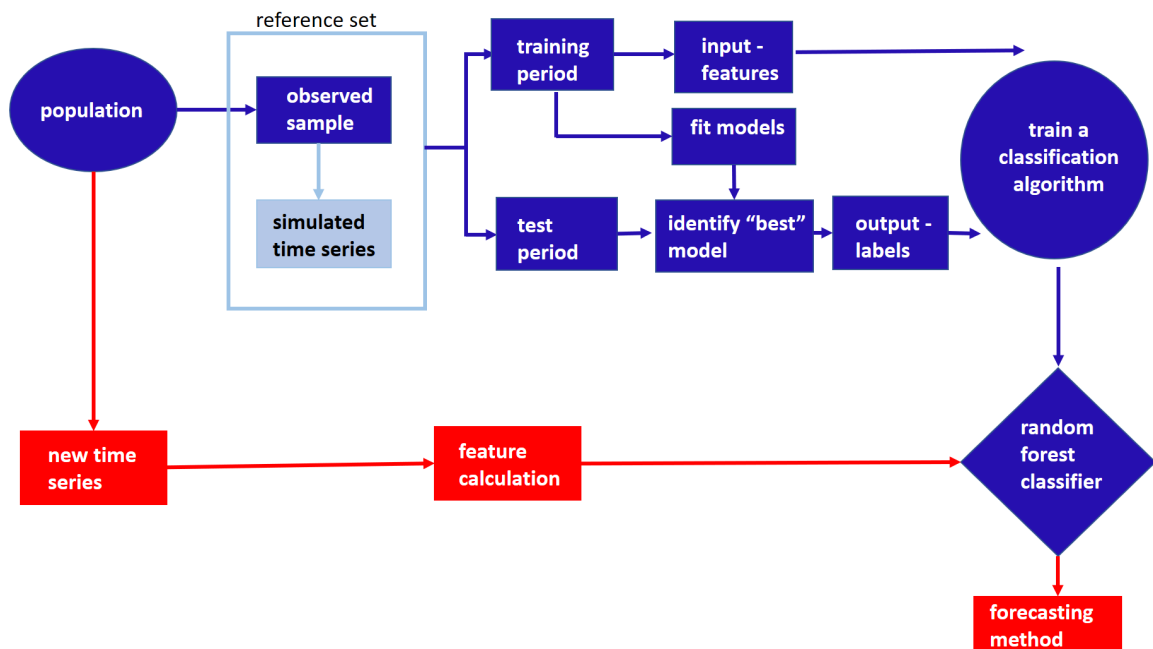 reference set
population
observed
sample
simulated
time series
training
period
input -
features
fit models
test
period
identify “best”
model
output -
labels
train a
classification
algorithm
new time
series
feature
calculation
random
forest
classifier
forecasting
method